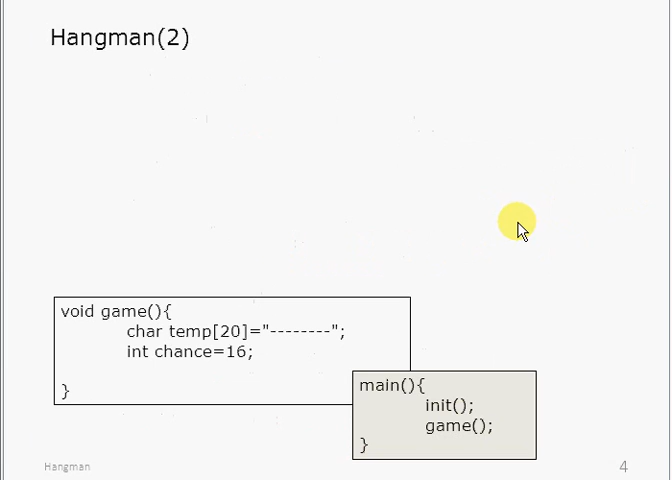 Hangman(2)
void game(){
char temp[20]="--------";
int chance=16;
}
main(){
init();
game();
}
Hangman
4